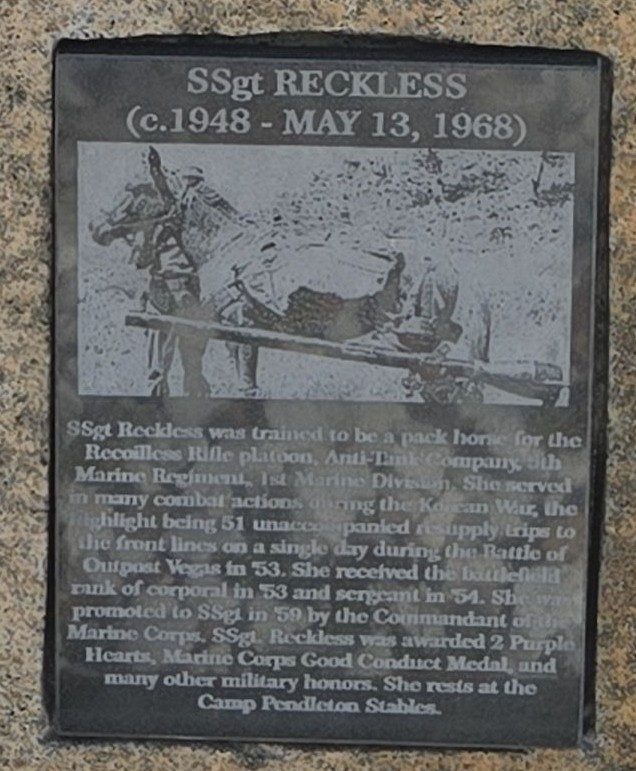 SSgt RECKLESS
(c.1948 - MAY 13, 1968)
SSgt Reckless was trained to be a pack horse for the
Recoilless Rifle platoon, Anti-Tank Company, 5th
Marine Regiment, 1st Marine Division. She served
in many combat actions during the Korean War, the
highlight being 51 unaccompanied resupply trips to
the front lines on a single day during the Battle of
Outpost Vegas in '53. She received the battlefield
rank of corporal in '53 and sergeant in '54. She was
promoted to SSgt in '59 by the Commandant of the
Marine Corps. SSgt. Reckless was awarded 2 Purple
Hearts, Marine Corps Good Conduct Medal, and
many other military honors. She rests at the
Camp Pendleton Stables.